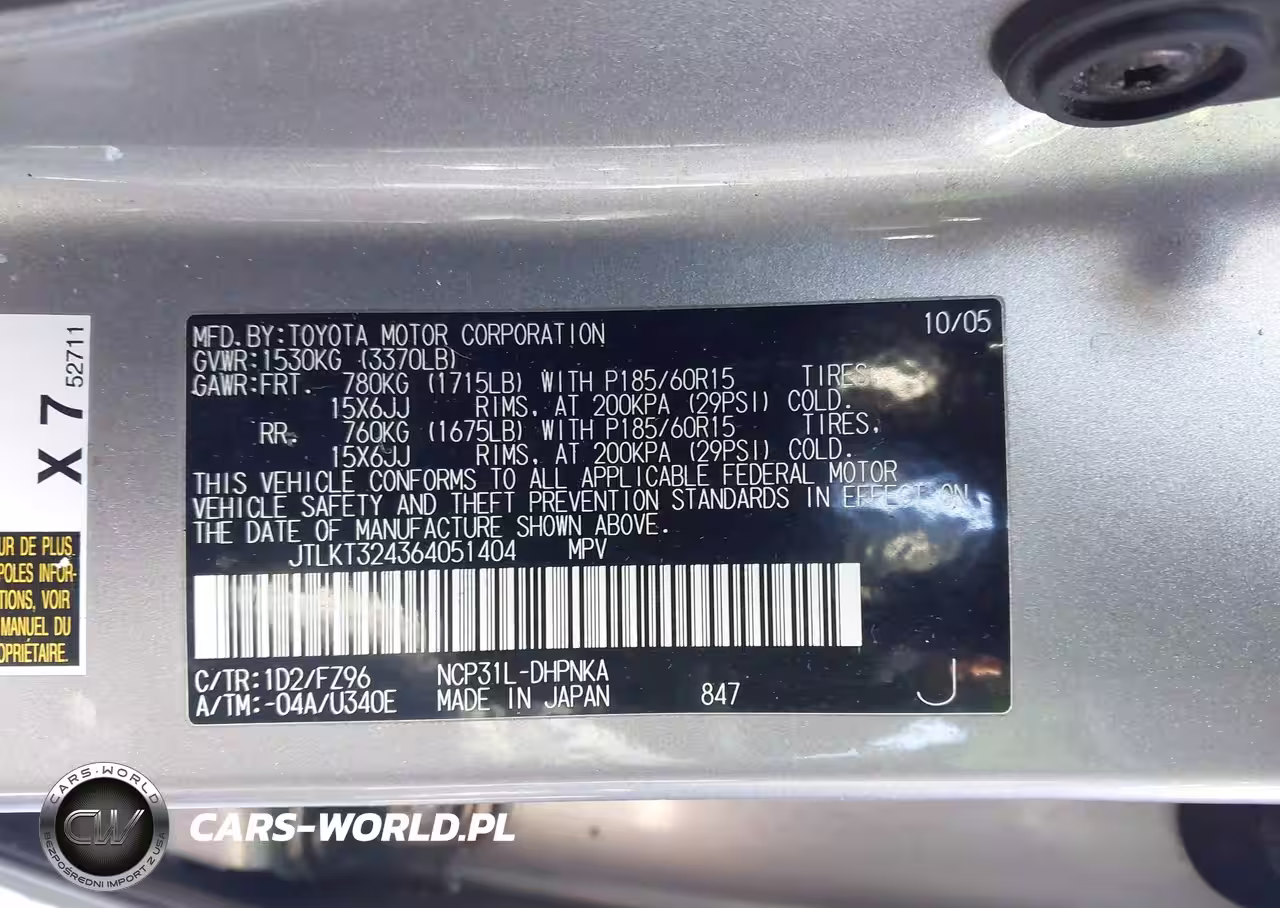 MFD. BY: TOYOTA MOTOR CORPORATION 10/05
GVWR: 1530KG (3370LB)
GAWR: FRT. 780KG (1715LB) WITH P185/60R15 TIRES
15X6JJ RIMS, AT 200KPA (29PSI) COLD.
RR. 760KG (1675LB) WITH P185/60R15 TIRES,
15X6JJ RIMS, AT 200KPA (29PSI) COLD.
THIS VEHICLE CONFORMS TO ALL APPLICABLE FEDERAL MOTOR
VEHICLE SAFETY AND THEFT PREVENTION STANDARDS IN EFFECT ON
THE DATE OF MANUFACTURE SHOWN ABOVE.
JTLKT324364051404 MPV
C/TR: 1D2/FZ96 NCP31L-DHPNKA
A/TM: -04A/U340E MADE IN JAPAN 847 J
X 7 52711
UR DE PLUS
POLES INFOR-
TIONS, VOIR
MANUEL DU
OPRIÉTAIRE.
CARS-WORLD
CW
BEZPOŚREDNI IMPORT Z USA
CARS-WORLD.PL